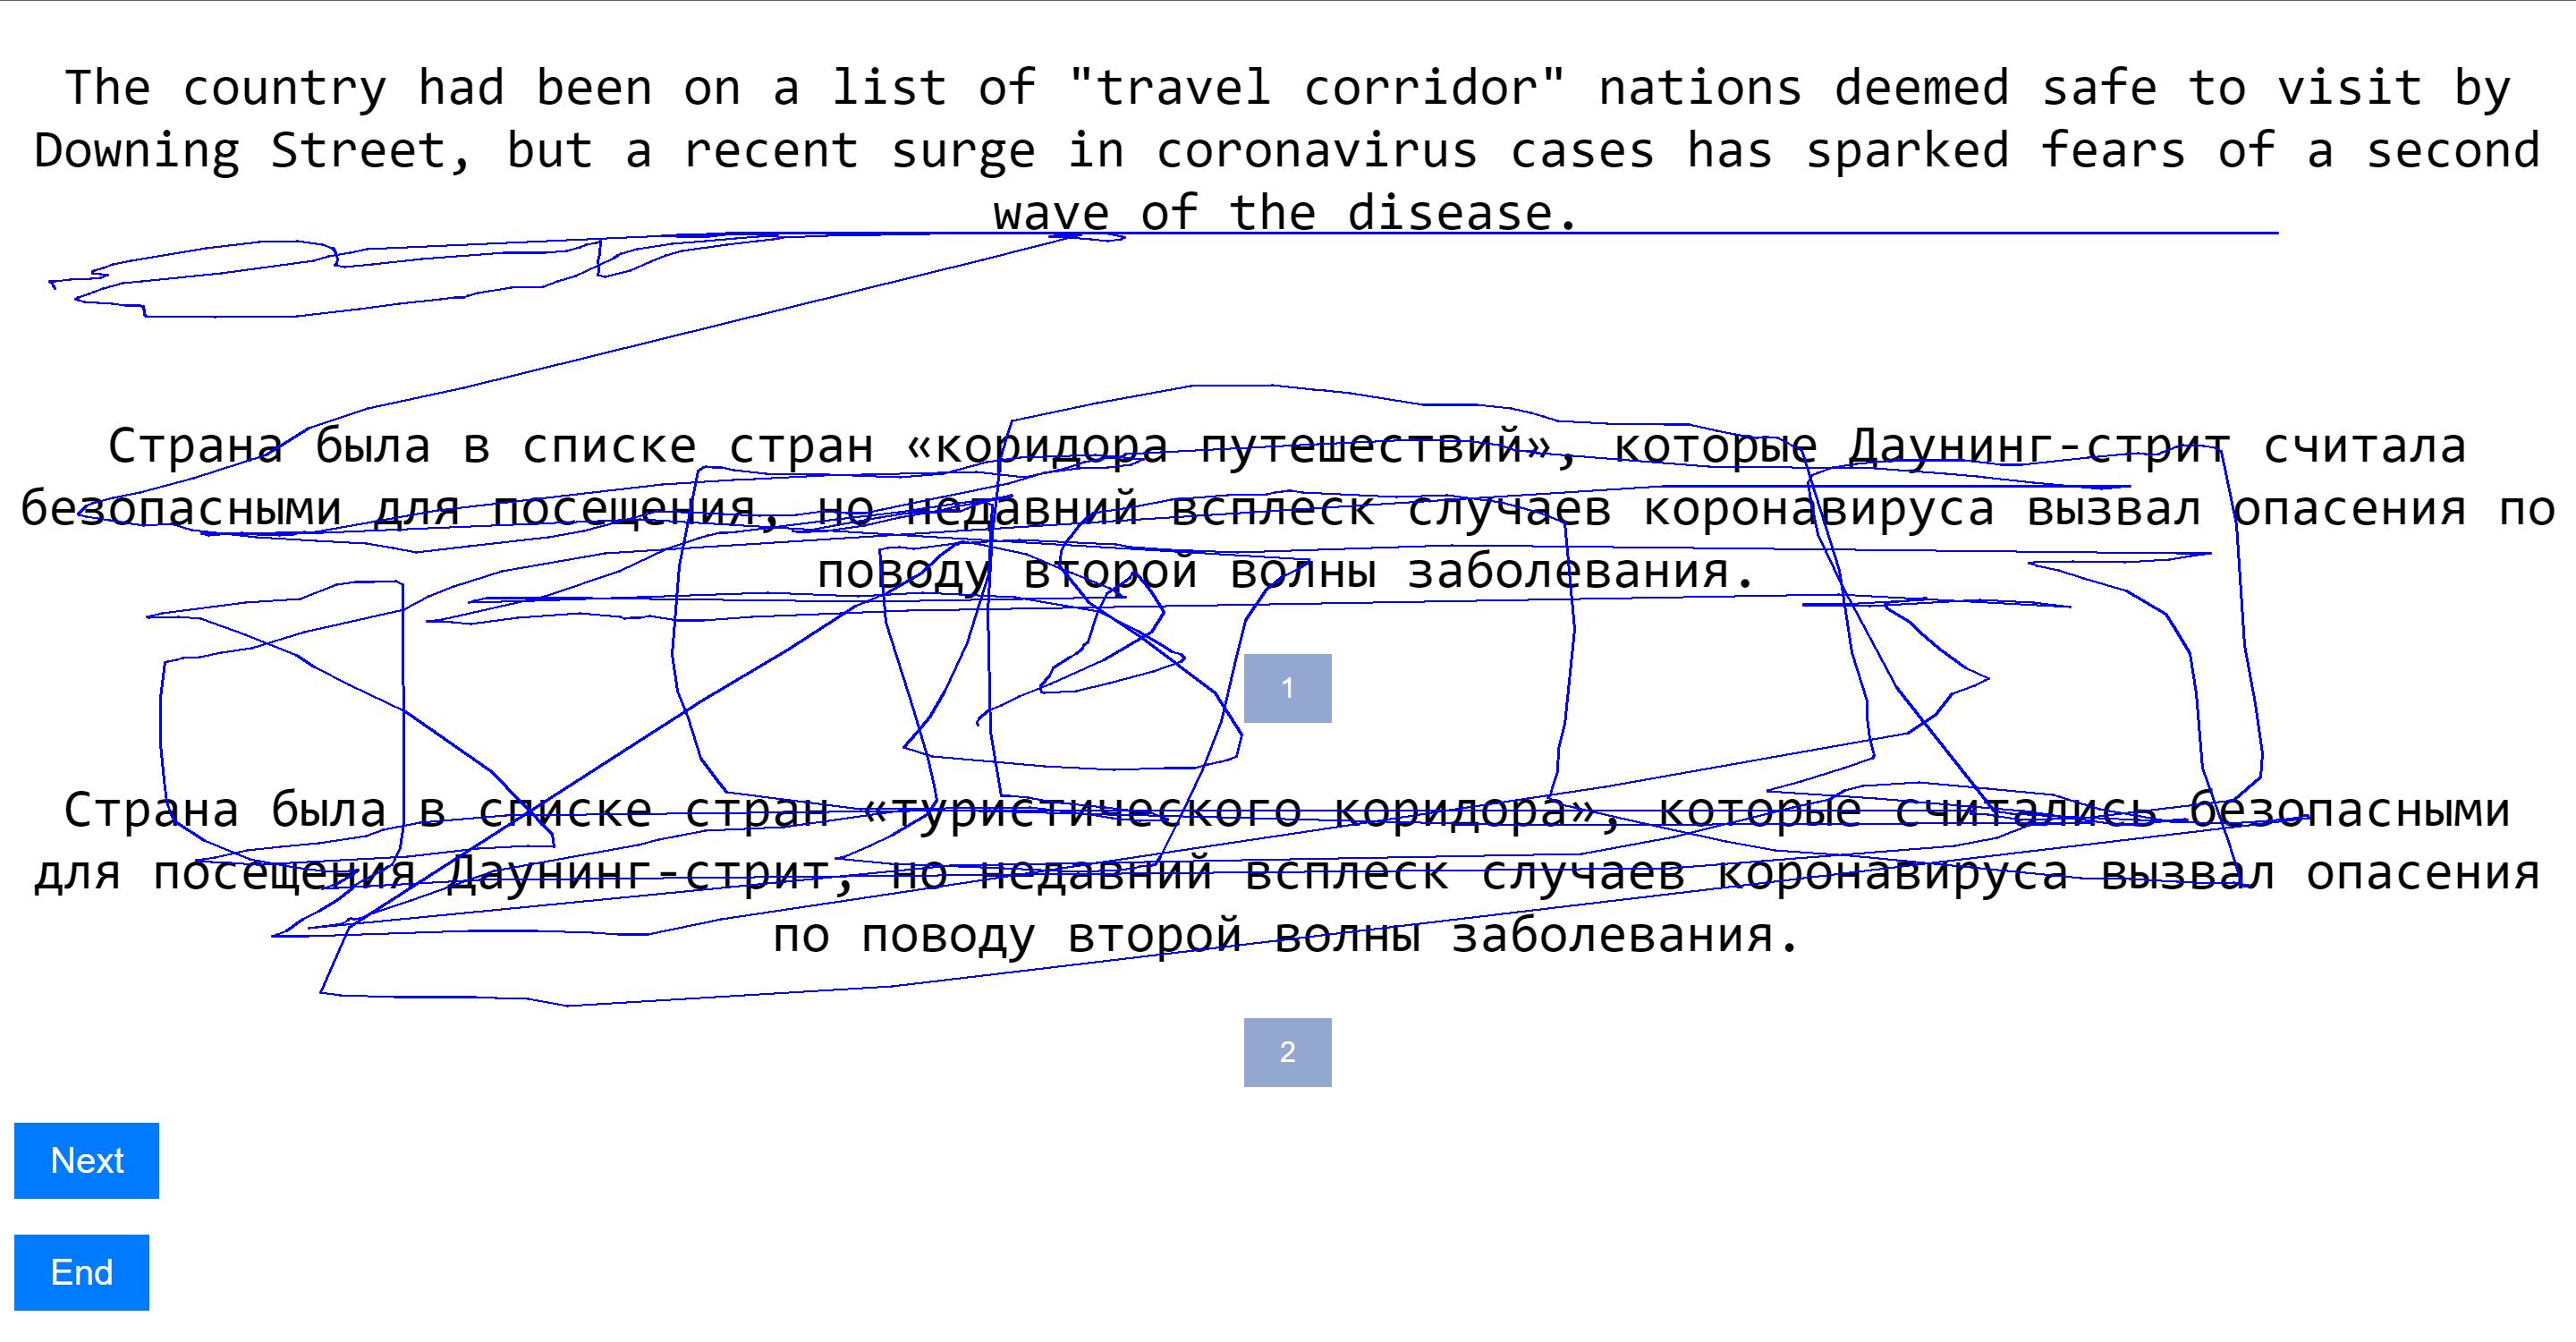 The country had been on a list of "travel corridor" nations deemed safe to visit by
Downing Street, but a recent surge in coronavirus cases has sparked fears of a second
wave of the disease.
Страна была в списке стран «коридора путешествий», которые Даунинг-стрит считала
безопасными для посещения, но недавний всплеск случаев коронавируса вызвал опасения по
поводу второй волны заболевания.
1
Страна была в списке стран «туристического коридора», которые считались безопасными
для посещения Даунинг-стрит, но недавний всплеск случаев коронавируса вызвал опасения
по поводу второй волны заболевания.
2
Next
End